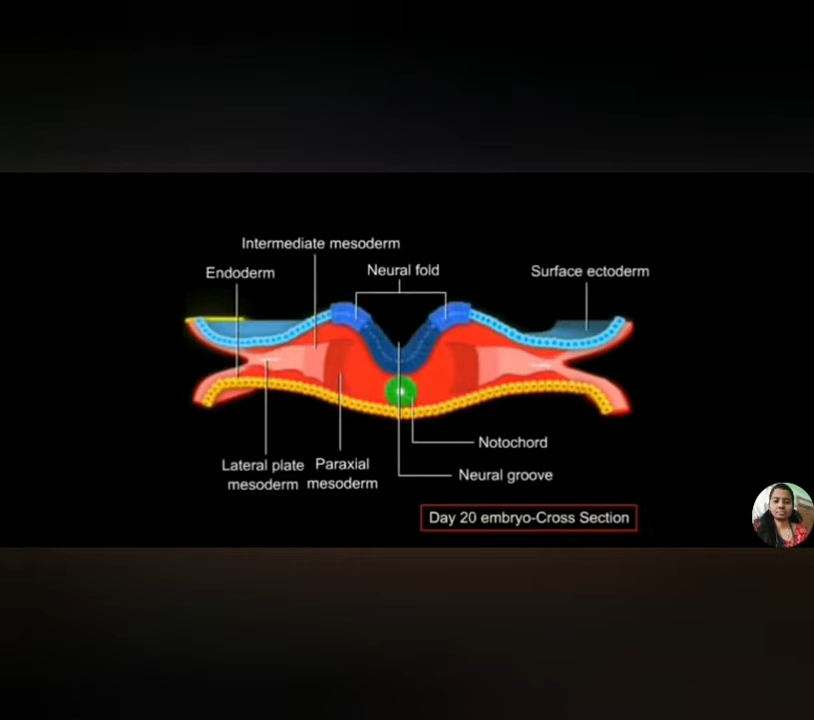 Intermediate mesoderm
Endoderm
Neural fold
Surface ectoderm
Notochord
Lateral plate
mesoderm
Paraxial
mesoderm
Neural groove
Day 20 embryo-Cross Section